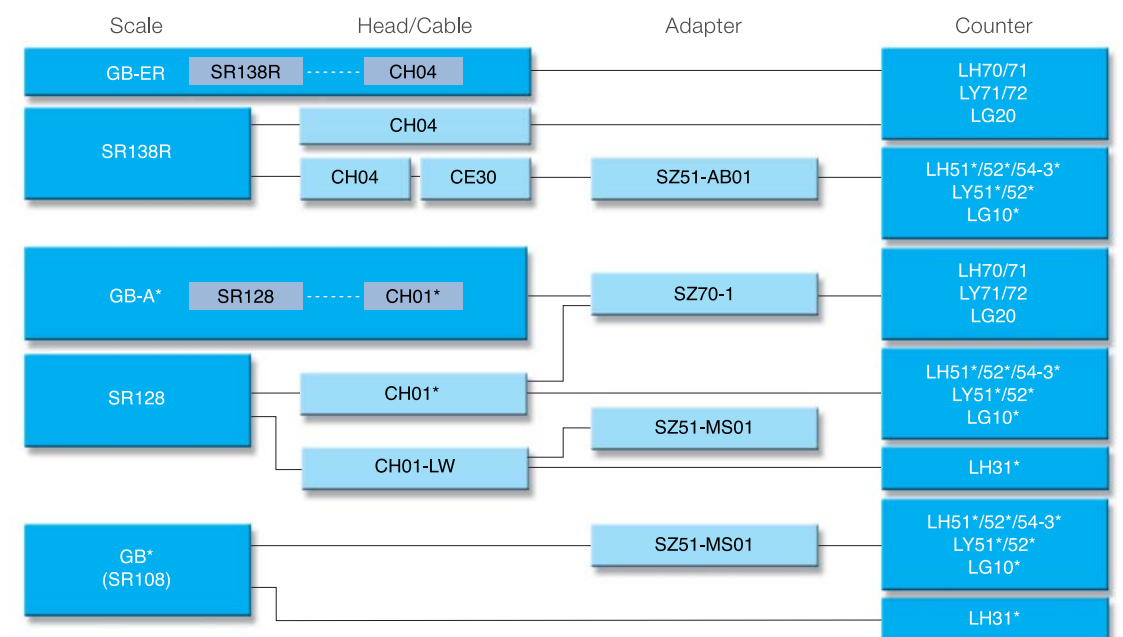 Scale Head/Cable Adapter Counter
GB-ER SR138R CH04
LH70/71
LY71/72
LG20
SR138R
CH04
CH04 CE30 SZ51-AB01
LH51*/52*/54-3*
LY51*/52*
LG10*
GB-A* SR128 CH01* SZ70-1
LH70/71
LY71/72
LG20
SR128
CH01*
LH51*/52*/54-3*
LY51*/52*
LG10*
SZ51-MS01
CH01-LW
LH31*
GB*
(SR108)
SZ51-MS01
LH51*/52*/54-3*
LY51*/52*
LG10*
LH31*